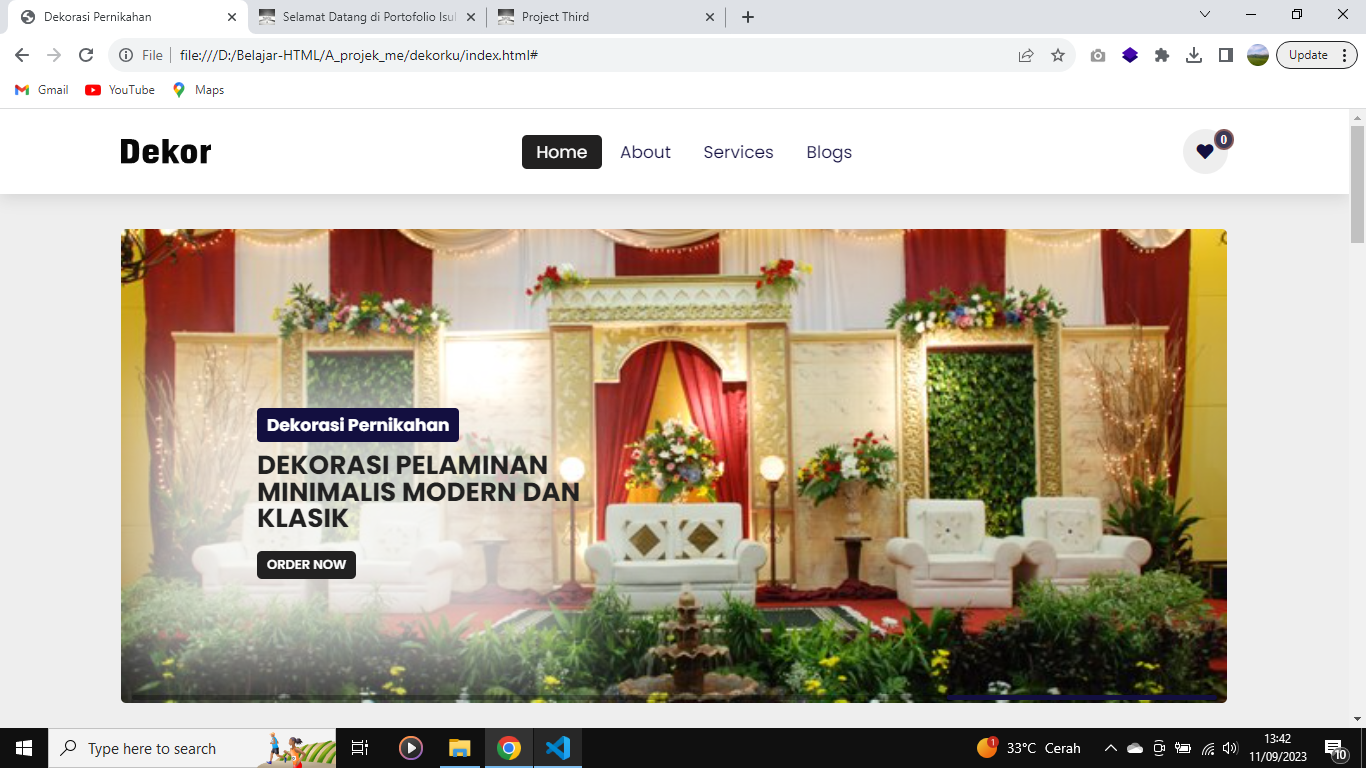 Dekorasi Pernikahan
Selamat Datang di Portofolio Isul
Project Third
File
file:///D:/Belajar-HTML/A_projek_me/dekorku/index.html#
Update
Gmail
YouTube
Maps
Dekor
Home
About
Services
Blogs
0
Dekorasi Pernikahan
DEKORASI PELAMINAN
MINIMALIS MODERN DAN
KLASIK
ORDER NOW
Type here to search
1
33°C Cerah
13:42
11/09/2023
10